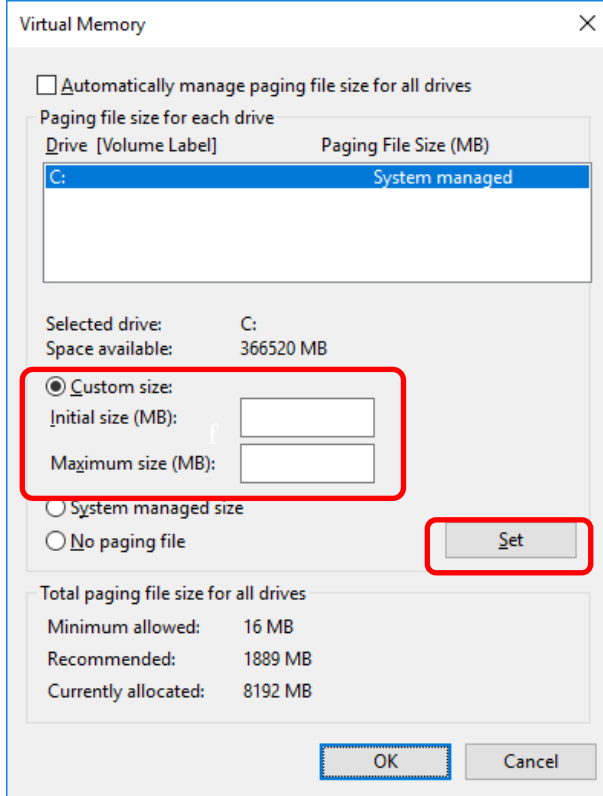 Virtual Memory
Automatically manage paging file size for all drives
Paging file size for each drive
Drive [Volume Label] Paging File Size (MB)
C: System managed
Selected drive: C:
Space available: 366520 MB
Custom size:
Initial size (MB):
f
Maximum size (MB):
System managed size
No paging file
Set
Total paging file size for all drives
Minimum allowed: 16 MB
Recommended: 1889 MB
Currently allocated: 8192 MB
OK Cancel